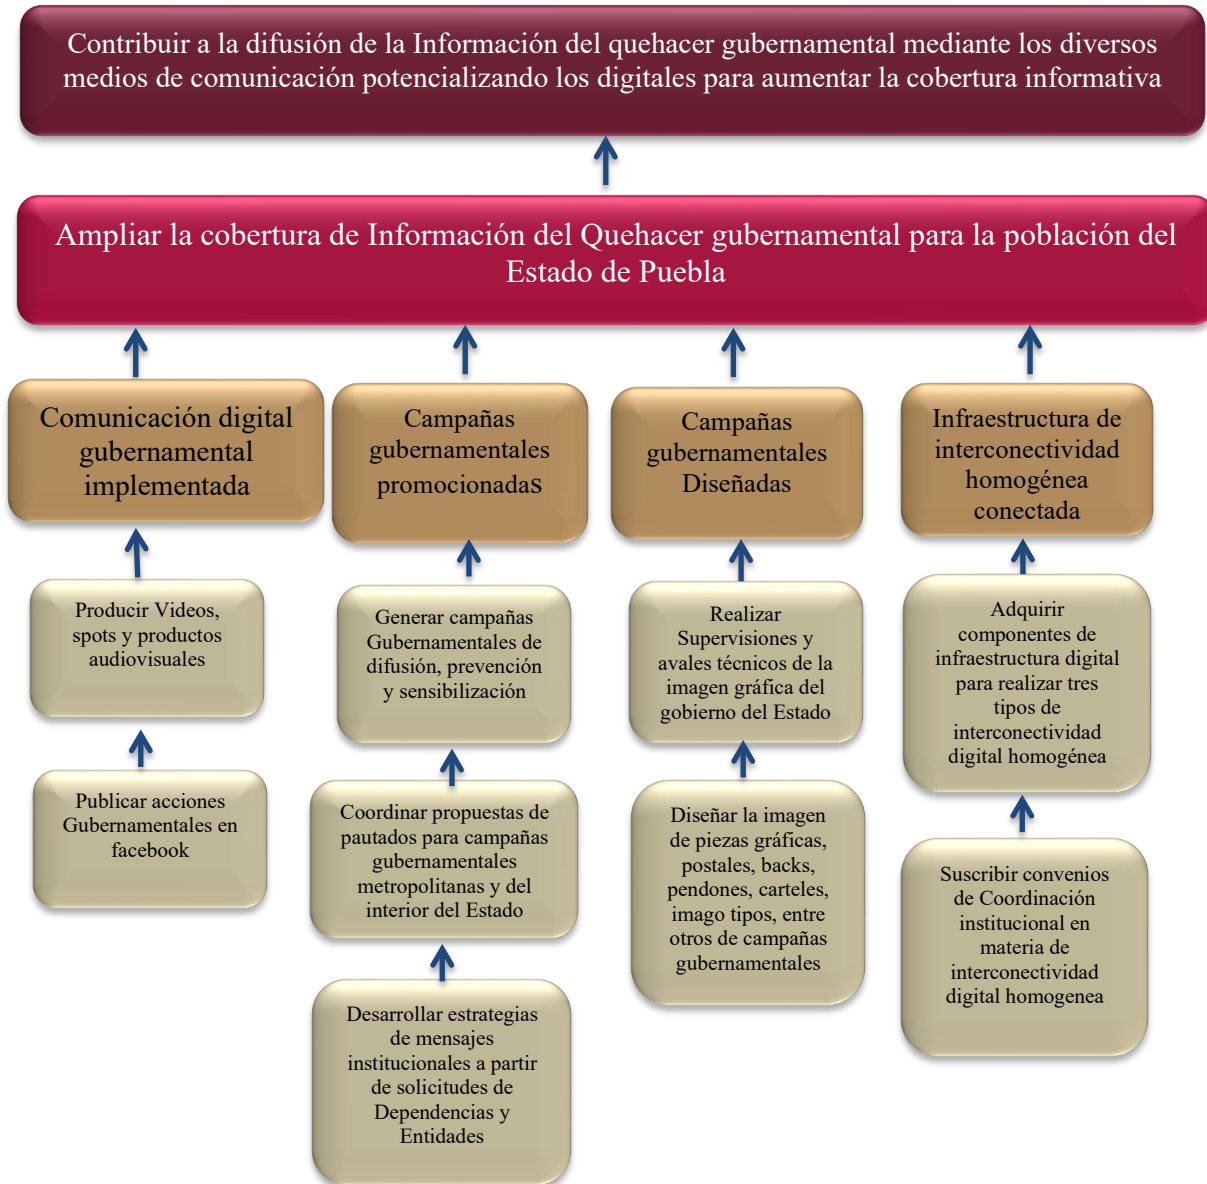 Contribuir a la difusión de la Información del quehacer gubernamental mediante los diversos
medios de comunicación potencializando los digitales para aumentar la cobertura informativa
Ampliar la cobertura de Información del Quehacer gubernamental para la población del
Estado de Puebla
Comunicación digital
gubernamental
implementada
Campañas
gubernamentales
promocionadas
Campañas
gubernamentales
Diseñadas
Infraestructura de
interconectividad
homogénea
conectada
Producir Videos,
spots y productos
audiovisuales
Generar campañas
Gubernamentales de
difusión, prevención
y sensibilización
Realizar
Supervisiones y
avales técnicos de la
imagen gráfica del
gobierno del Estado
Adquirir
componentes de
infraestructura digital
para realizar tres
tipos de
interconectividad
digital homogénea
Publicar acciones
Gubernamentales en
facebook
Coordinar propuestas de
pautados para campañas
gubernamentales
metropolitanas y del
interior del Estado
Diseñar la imagen
de piezas gráficas,
postales, backs,
pendones, carteles,
imago tipos, entre
otros de campañas
gubernamentales
Suscribir convenios
de Coordinación
institucional en
materia de
interconectividad
digital homogenea
Desarrollar estrategias
de mensajes
institucionales a partir
de solicitudes de
Dependencias y
Entidades